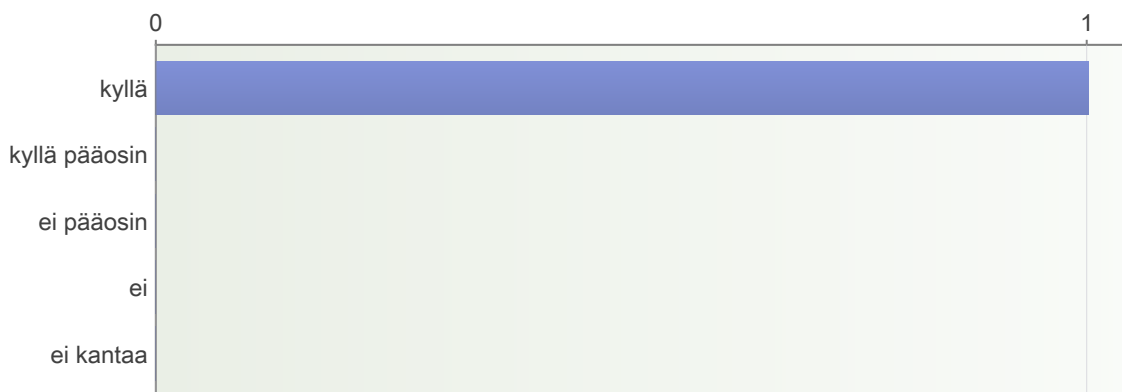 0 1
kyllä
kyllä pääosin
ei pääosin
ei
ei kantaa